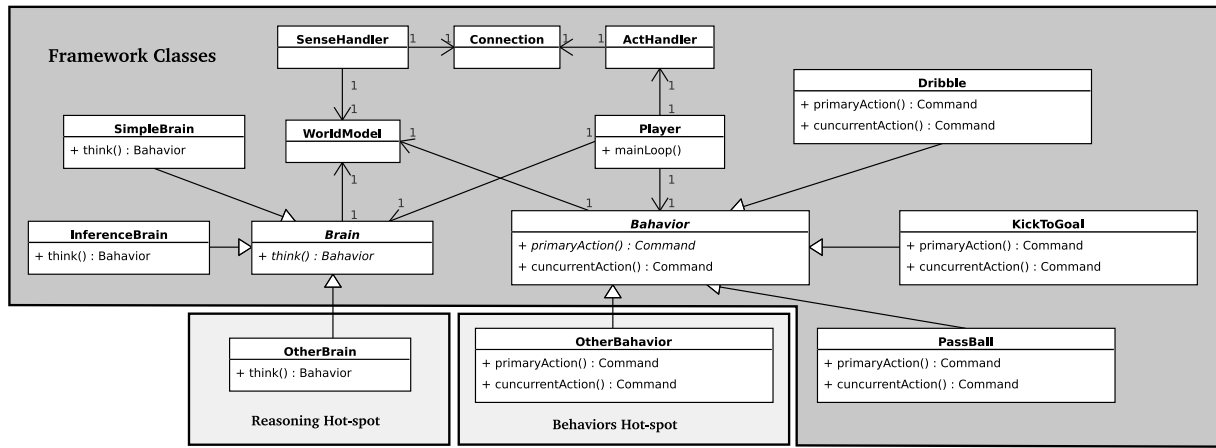 Framework Classes
SenseHandler 1 1 Connection 1 1 ActHandler
1 1
1 1
SimpleBrain
+ think() : Bahavior
WorldModel 1
1 Player
+ mainLoop()
Dribble
+ primaryAction() : Command
+ cuncurrentAction() : Command
1 1
1 1 1 1
InferenceBrain
+ think() : Bahavior
Brain
+ think() : Bahavior
Bahavior
+ primaryAction() : Command
+ cuncurrentAction() : Command
KickToGoal
+ primaryAction() : Command
+ cuncurrentAction() : Command
OtherBrain
+ think() : Bahavior
Reasoning Hot-spot
OtherBahavior
+ primaryAction() : Command
+ cuncurrentAction() : Command
Behaviors Hot-spot
PassBall
+ primaryAction() : Command
+ cuncurrentAction() : Command